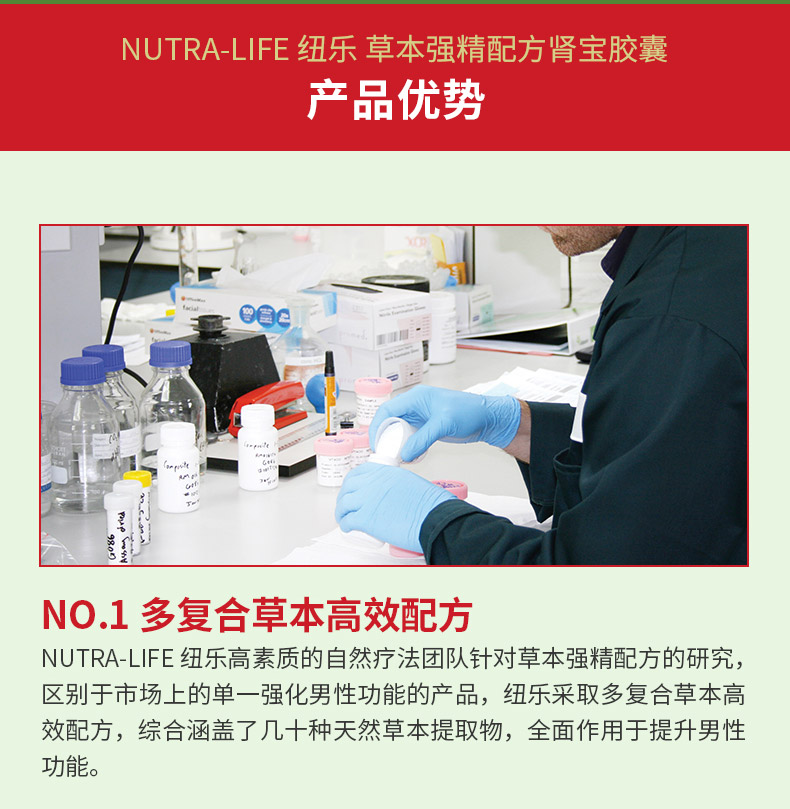 NUTRA-LIFE 纽乐 草本强精配方肾宝胶囊
产品优势
facial
100
Composite
Composite
NO.1 多复合草本高效配方
NUTRA-LIFE 纽乐高素质的自然疗法团队针对草本强精配方的研究，
区别于市场上的单一强化男性功能的产品，纽乐采取多复合草本高
效配方，综合涵盖了几十种天然草本提取物，全面作用于提升男性
功能。